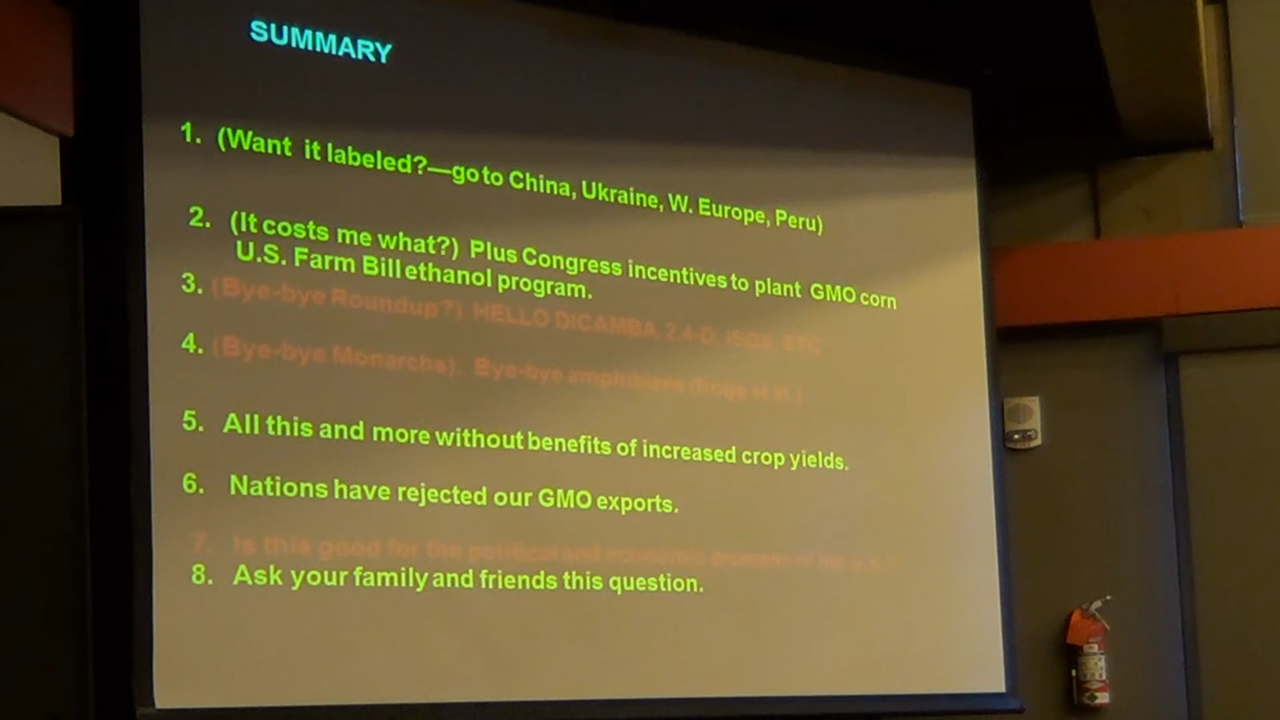 SUMMARY
1. (Want it labeled?—go to China, Ukraine, W. Europe, Peru)
2. (It costs me what?) Plus Congress incentives to plant GMO corn
U.S. Farm Bill ethanol program.
3. (Bye-bye Roundup?) HELLO DICAMBA, 2,4-D,
4. (Bye-bye Monarchs). Bye-bye amphibians
5. All this and more without benefits of increased crop yields.
6. Nations have rejected our GMO exports.
7. Is this good for the political and economic
8. Ask your family and friends this question.